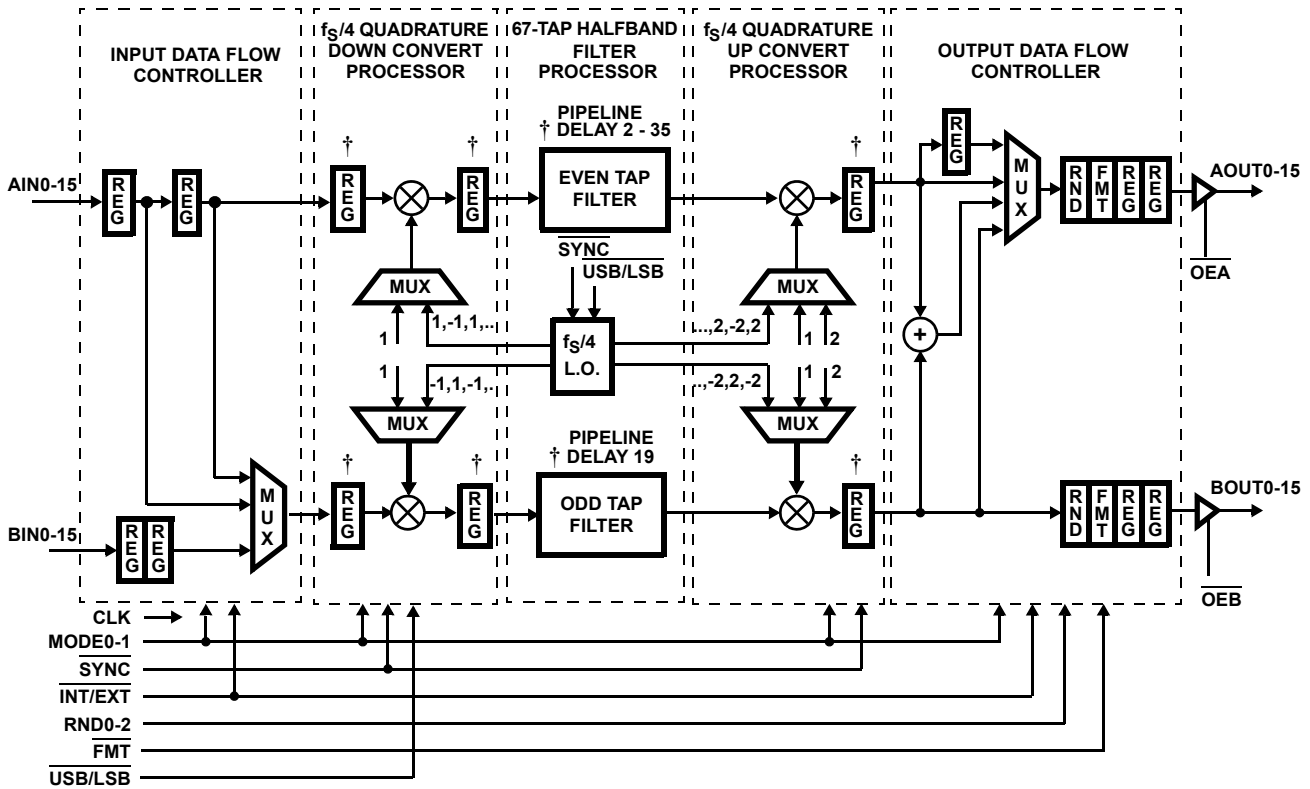 INPUT DATA FLOW
CONTROLLER
fS/4 QUADRATURE
DOWN CONVERT
PROCESSOR
67-TAP HALFBAND
FILTER
PROCESSOR
fS/4 QUADRATURE
UP CONVERT
PROCESSOR
OUTPUT DATA FLOW
CONTROLLER
AIN0-15
REG
REG
†
REG
†
REG
PIPELINE
† DELAY 2 - 35
EVEN TAP
FILTER
†
REG
REG
MUX
RND
FMT
REG
REG
AOUT0-15
OEA
SYNC
USB/LSB
MUX
1
1,-1,1,..
fS/4
L.O.
MUX
...,2,-2,2
1
2
+
1
-1,1,-1,.
MUX
..,-2,2,-2
1
2
MUX
BIN0-15
REG
REG
MUX
†
REG
†
REG
PIPELINE
† DELAY 19
ODD TAP
FILTER
†
REG
RND
FMT
REG
REG
BOUT0-15
OEB
CLK
MODE0-1
SYNC
INT/EXT
RND0-2
FMT
USB/LSB